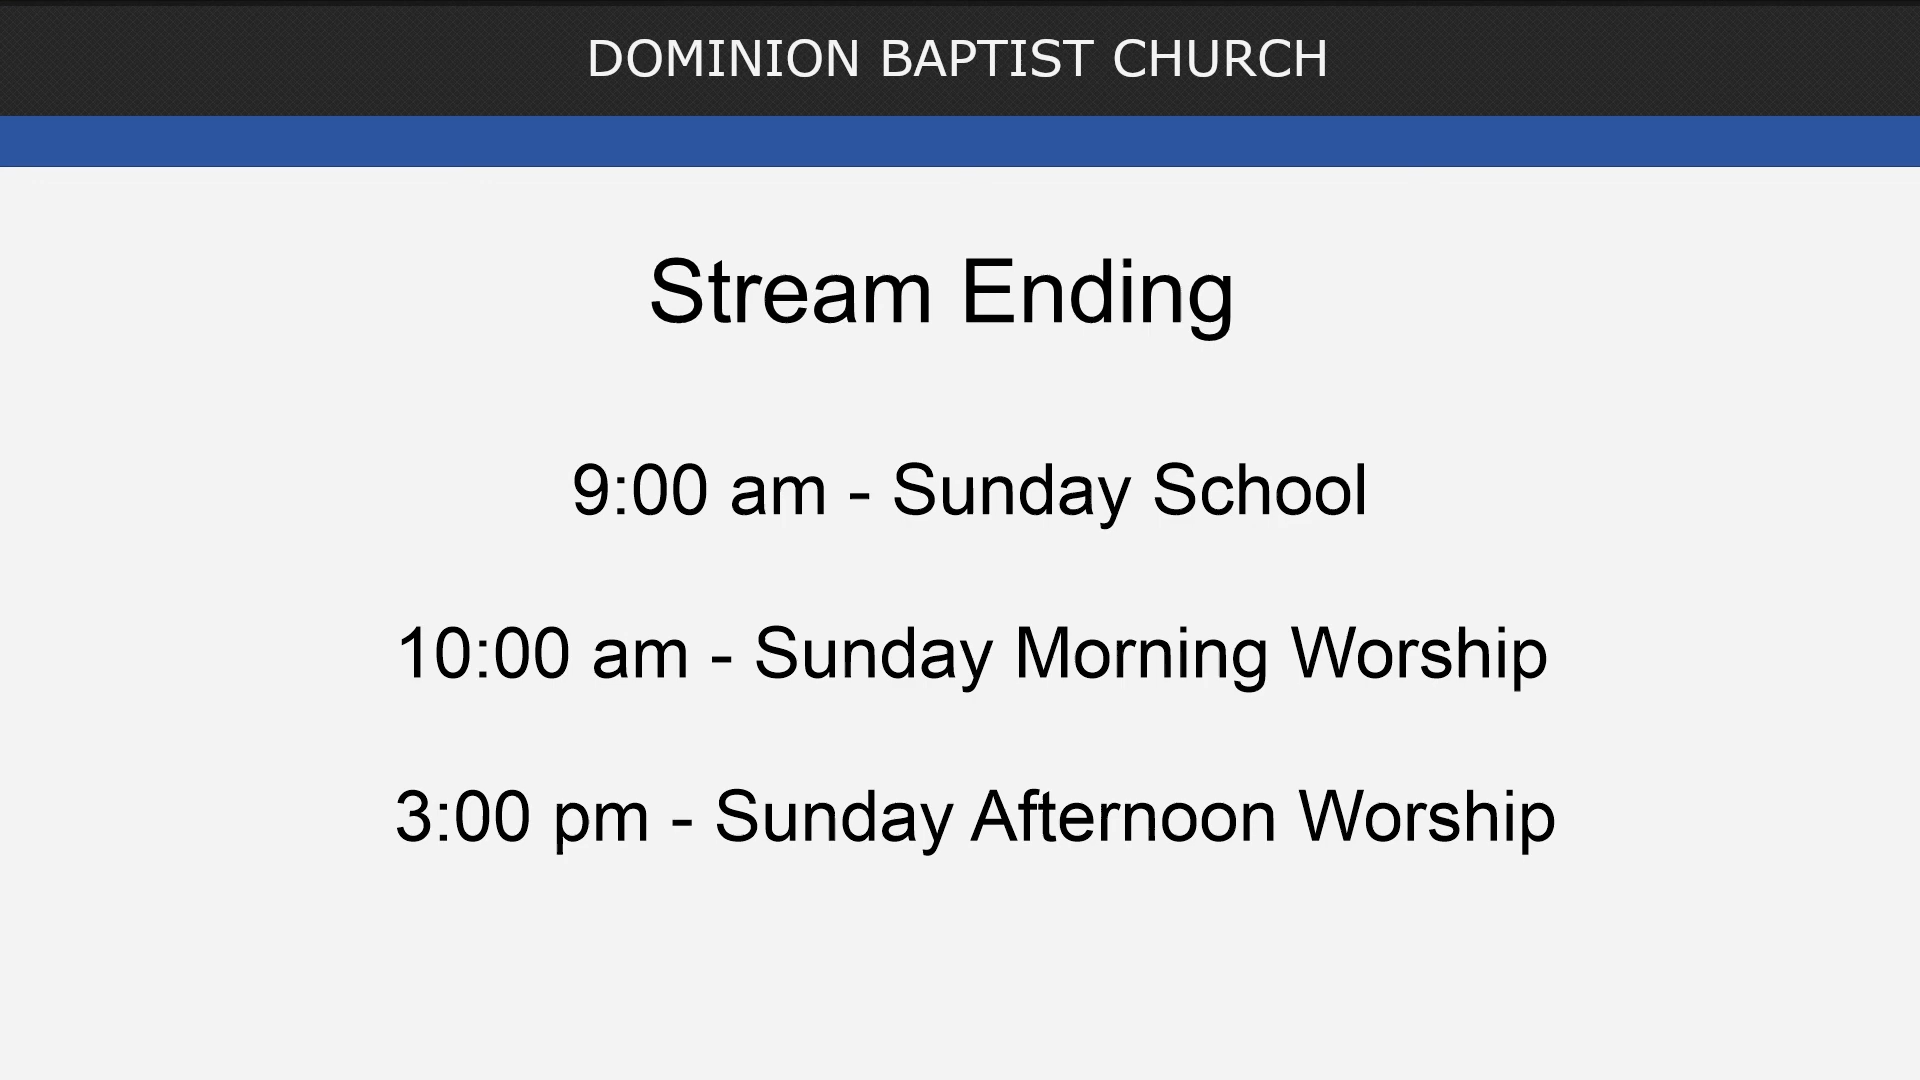 DOMINION BAPTIST CHURCH
Stream Ending
9:00 am - Sunday School
10:00 am - Sunday Morning Worship
3:00 pm - Sunday Afternoon Worship